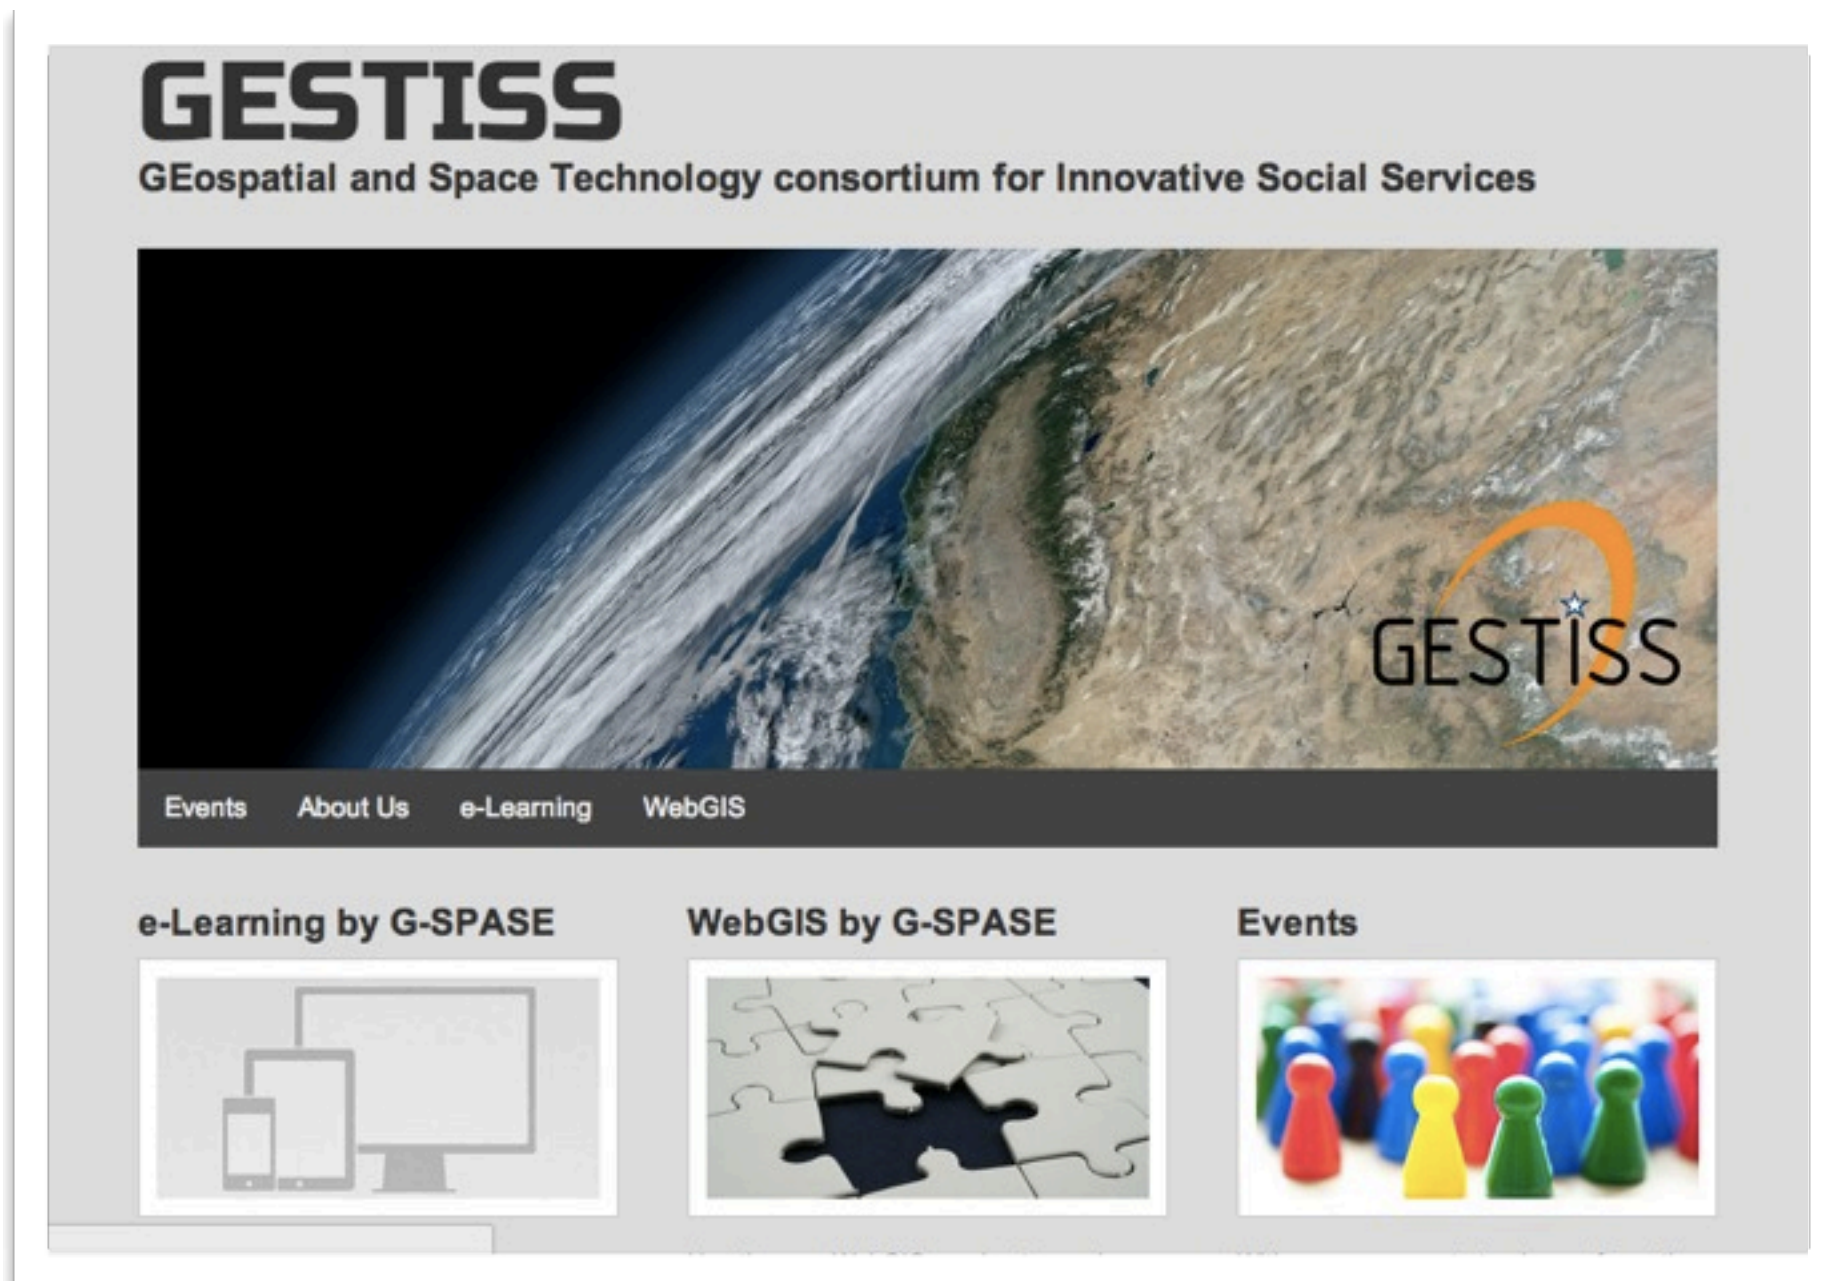 GESTISS
GEospatial and Space Technology consortium for Innovative Social Services
GESTISS
Events About Us e-Learning WebGIS
e-Learning by G-SPASE
WebGIS by G-SPASE
Events